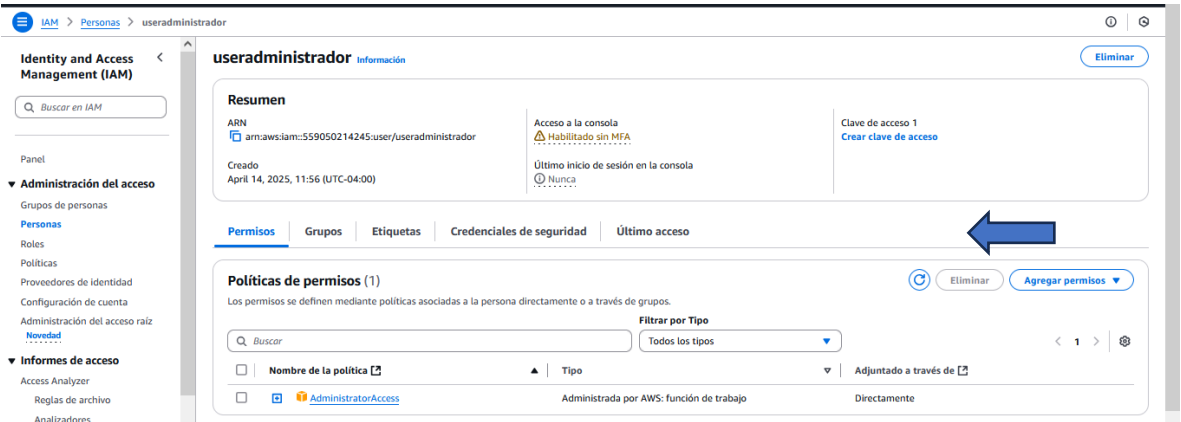 IAM > Personas > useradministrador
Identity and Access
Management (IAM)
Buscar en IAM
Panel
Administración del acceso
Grupos de personas
Personas
Roles
Políticas
Proveedores de identidad
Configuración de cuenta
Administración del acceso raíz
Novedad
Informes de acceso
Access Analyzer
Reglas de archivo
Analizadores
useradministrador Información
Eliminar
Resumen
ARN
arn:aws:iam::559050214245:user/useradministrador
Creado
April 14, 2025, 11:56 (UTC-04:00)
Acceso a la consola
Habilitado sin MFA
Último inicio de sesión en la consola
Nunca
Clave de acceso 1
Crear clave de acceso
Permisos Grupos Etiquetas Credenciales de seguridad Último acceso
Políticas de permisos (1)
Eliminar Agregar permisos
Los permisos se definen mediante políticas asociadas a la persona directamente o a través de grupos.
Filtrar por Tipo
Buscar Todos los tipos < 1 >
Nombre de la política Tipo Adjuntado a través de
AdministratorAccess Administrada por AWS: función de trabajo Directamente